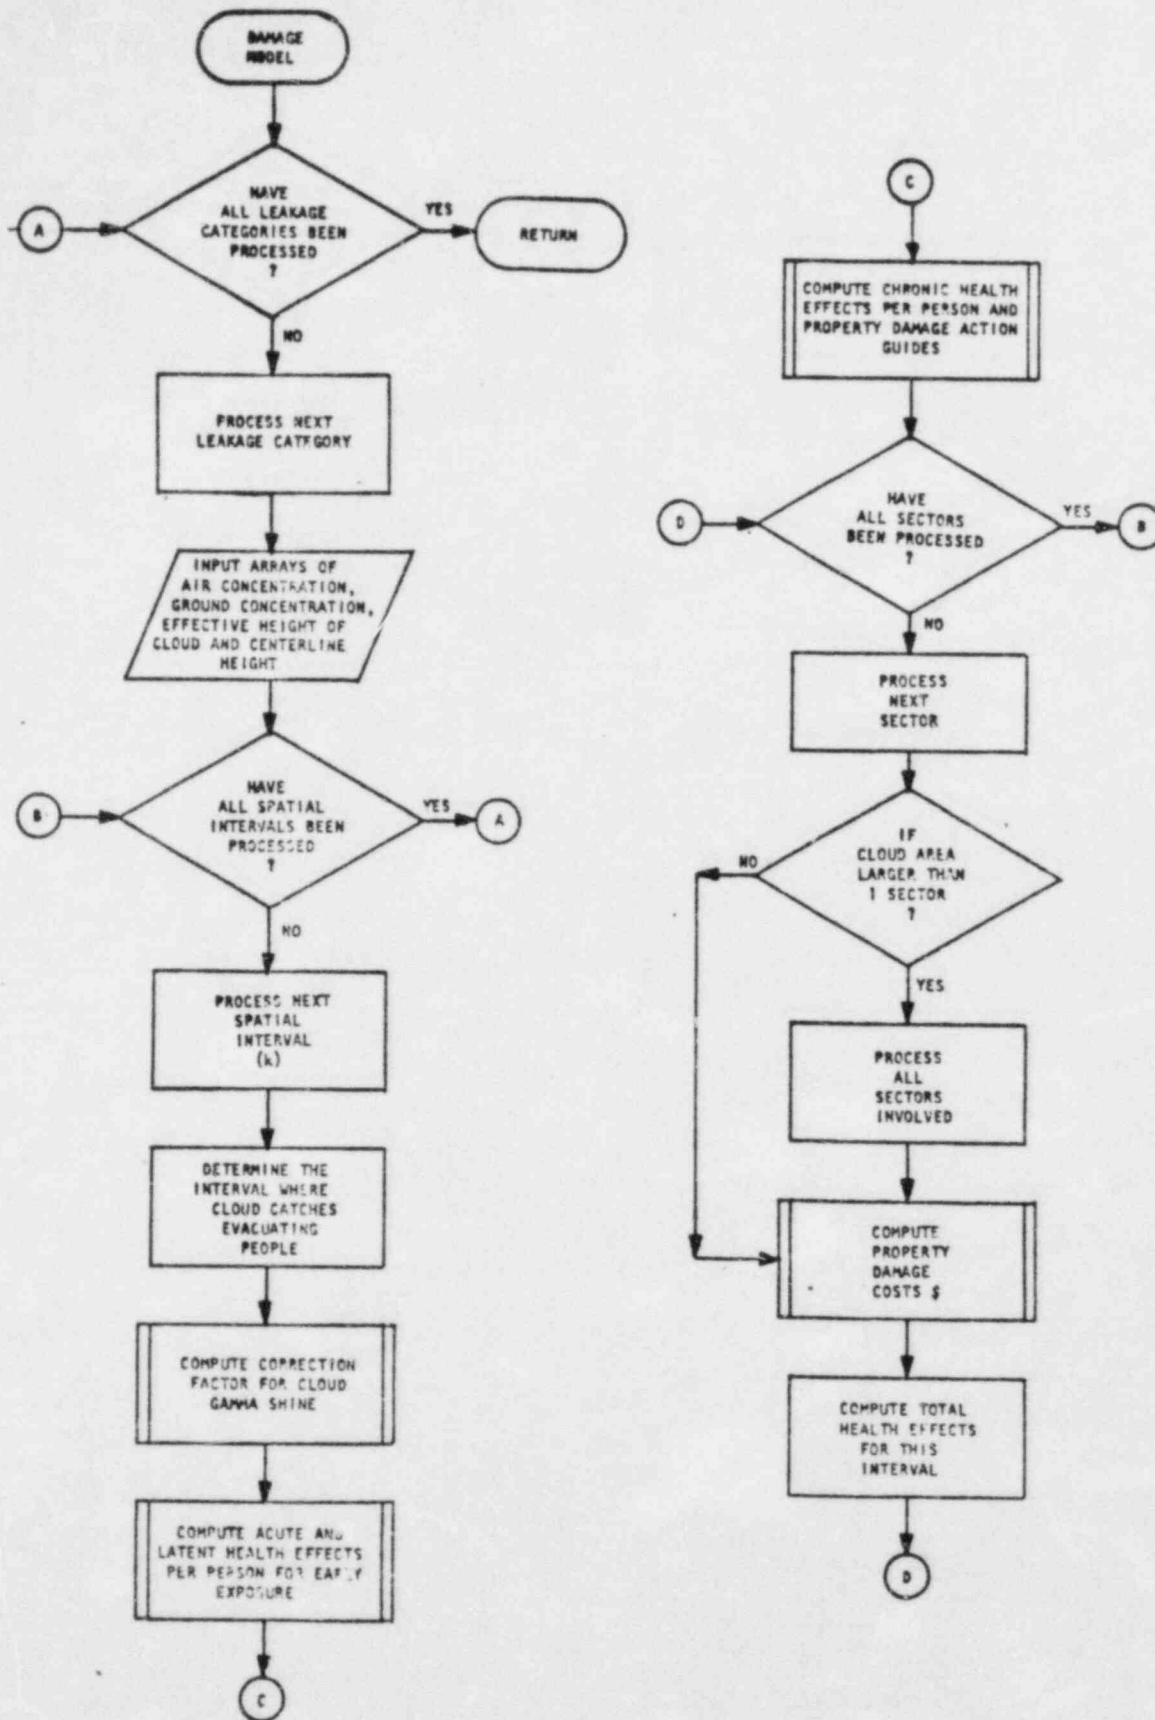 DAMAGE
MODEL
HAVE
ALL LEAKAGE
CATEGORIES BEEN
PROCESSED
?
A
YES
RETURN
NO
PROCESS NEXT
LEAKAGE CATEGORY
INPUT ARRAYS OF
AIR CONCENTRATION,
GROUND CONCENTRATION,
EFFECTIVE HEIGHT OF
CLOUD AND CENTERLINE
HEIGHT
HAVE
ALL SPATIAL
INTERVALS BEEN
PROCESSED
?
B
YES
A
NO
PROCESS NEXT
SPATIAL
INTERVAL
(k)
DETERMINE THE
INTERVAL WHERE
CLOUD CATCHES
EVACUATING
PEOPLE
COMPUTE CORRECTION
FACTOR FOR CLOUD
GAMMA SHINE
COMPUTE ACUTE AND
LATENT HEALTH EFFECTS
PER PERSON FOR EARLY
EXPOSURE
C
C
COMPUTE CHRONIC HEALTH
EFFECTS PER PERSON AND
PROPERTY DAMAGE ACTION
GUIDES
HAVE
ALL SECTORS
BEEN PROCESSED
?
D
YES
B
NO
PROCESS
NEXT
SECTOR
IF
CLOUD AREA
LARGER THAN
1 SECTOR
?
NO
YES
PROCESS
ALL
SECTORS
INVOLVED
COMPUTE
PROPERTY
DAMAGE
COSTS $
COMPUTE TOTAL
HEALTH EFFECTS
FOR THIS
INTERVAL
D